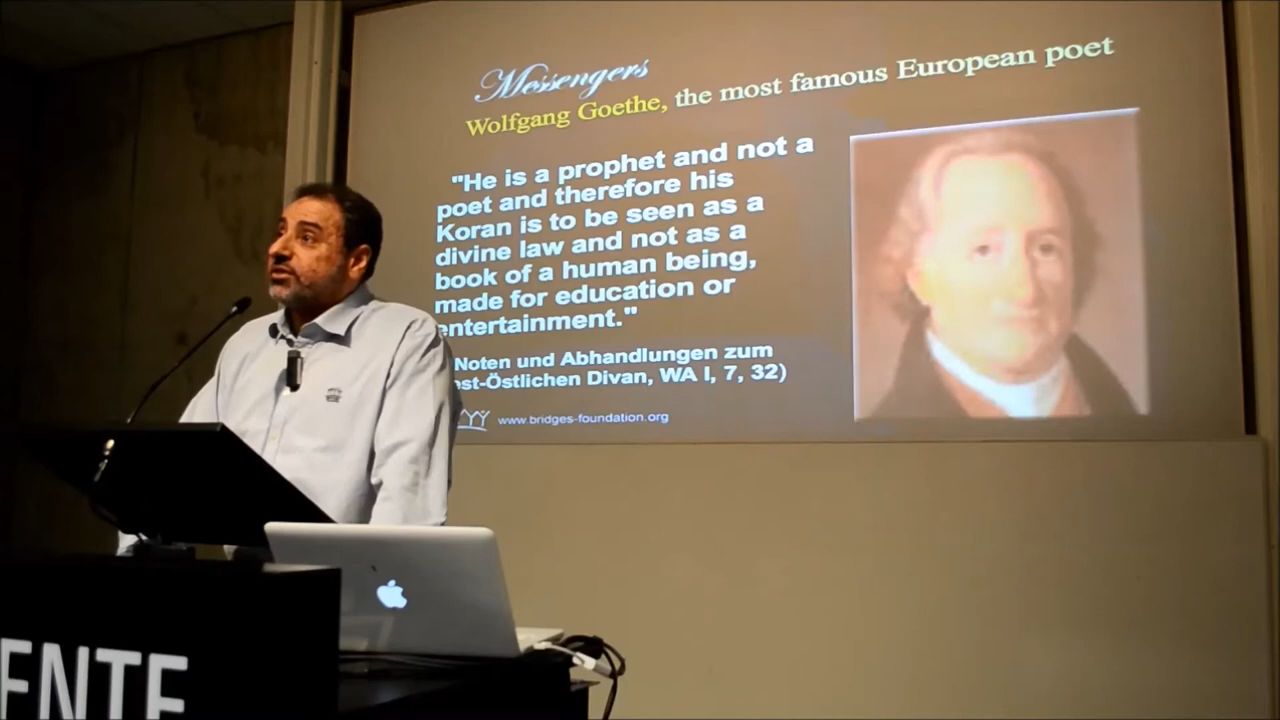 Messengers
Wolfgang Goethe, the most famous European poet
"He is a prophet and not a
poet and therefore his
Koran is to be seen as a
divine law and not as a
book of a human being,
made for education or
entertainment."
Noten und Abhandlungen zum
st-Östlichen Divan, WA I, 7, 32)
www.bridges-foundation.org
ENTE